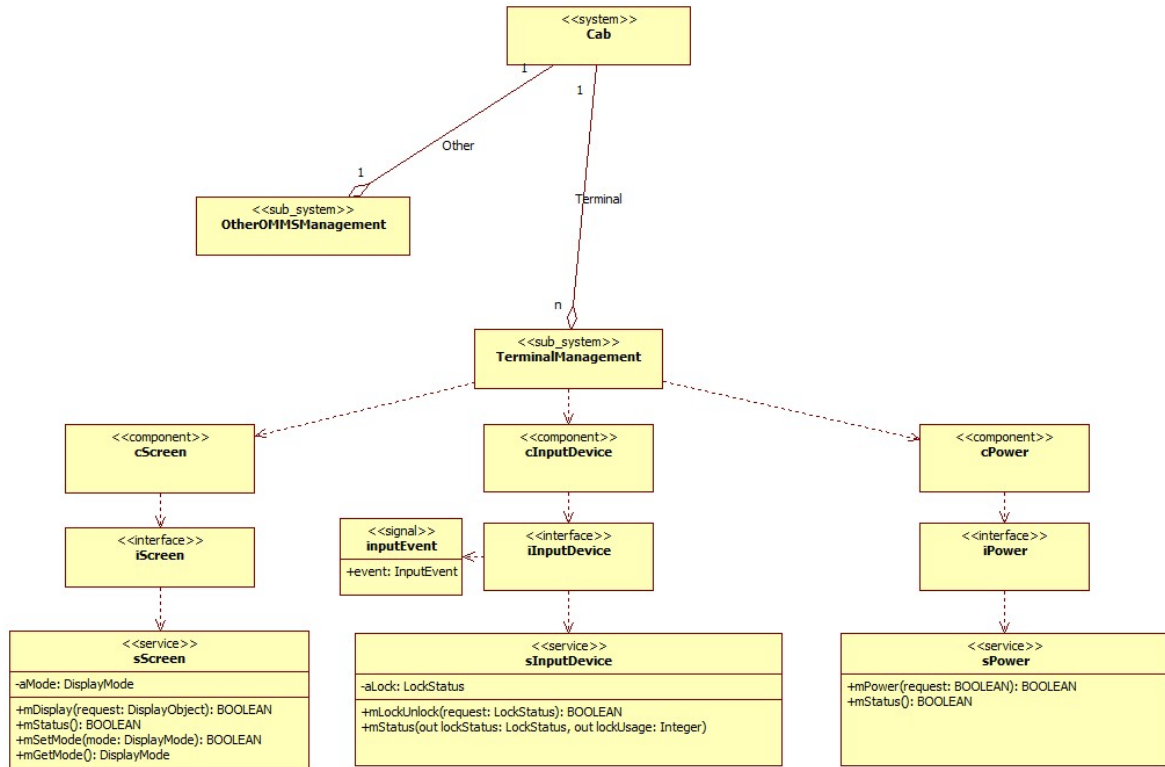 <<system>>
Cab
1
1
Other
1
Terminal
<<sub_system>>
OtherOMMSManagement
n
<<sub_system>>
TerminalManagement
<<component>>
cScreen
<<component>>
cInputDevice
<<component>>
cPower
<<interface>>
iScreen
<<signal>>
inputEvent
+event: InputEvent
<<interface>>
iInputDevice
<<interface>>
iPower
<<service>>
sScreen
-aMode: DisplayMode
+mDisplay(request: DisplayObject): BOOLEAN
+mStatus(): BOOLEAN
+mSetMode(mode: DisplayMode): BOOLEAN
+mGetMode(): DisplayMode
<<service>>
sInputDevice
-aLock: LockStatus
+mLockUnlock(request: LockStatus): BOOLEAN
+mStatus(out lockStatus: LockStatus, out lockUsage: Integer)
<<service>>
sPower
+mPower(request: BOOLEAN): BOOLEAN
+mStatus(): BOOLEAN